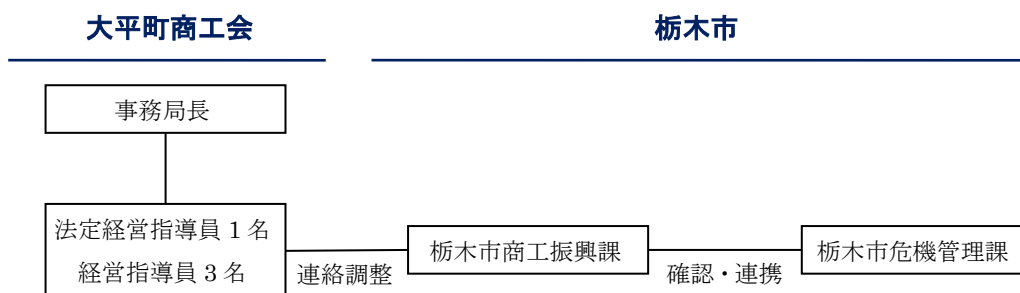 大平町商工会
栃木市
事務局長
法定経営指導員 1 名
経営指導員 3 名
連絡調整
栃木市商工振興課
確認・連携
栃木市危機管理課